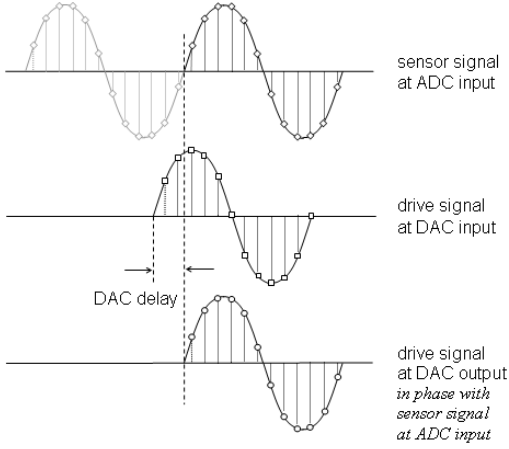 sensor signal
at ADC input
drive signal
at DAC input
DAC delay
drive signal
at DAC output
in phase with
sensor signal
at ADC input